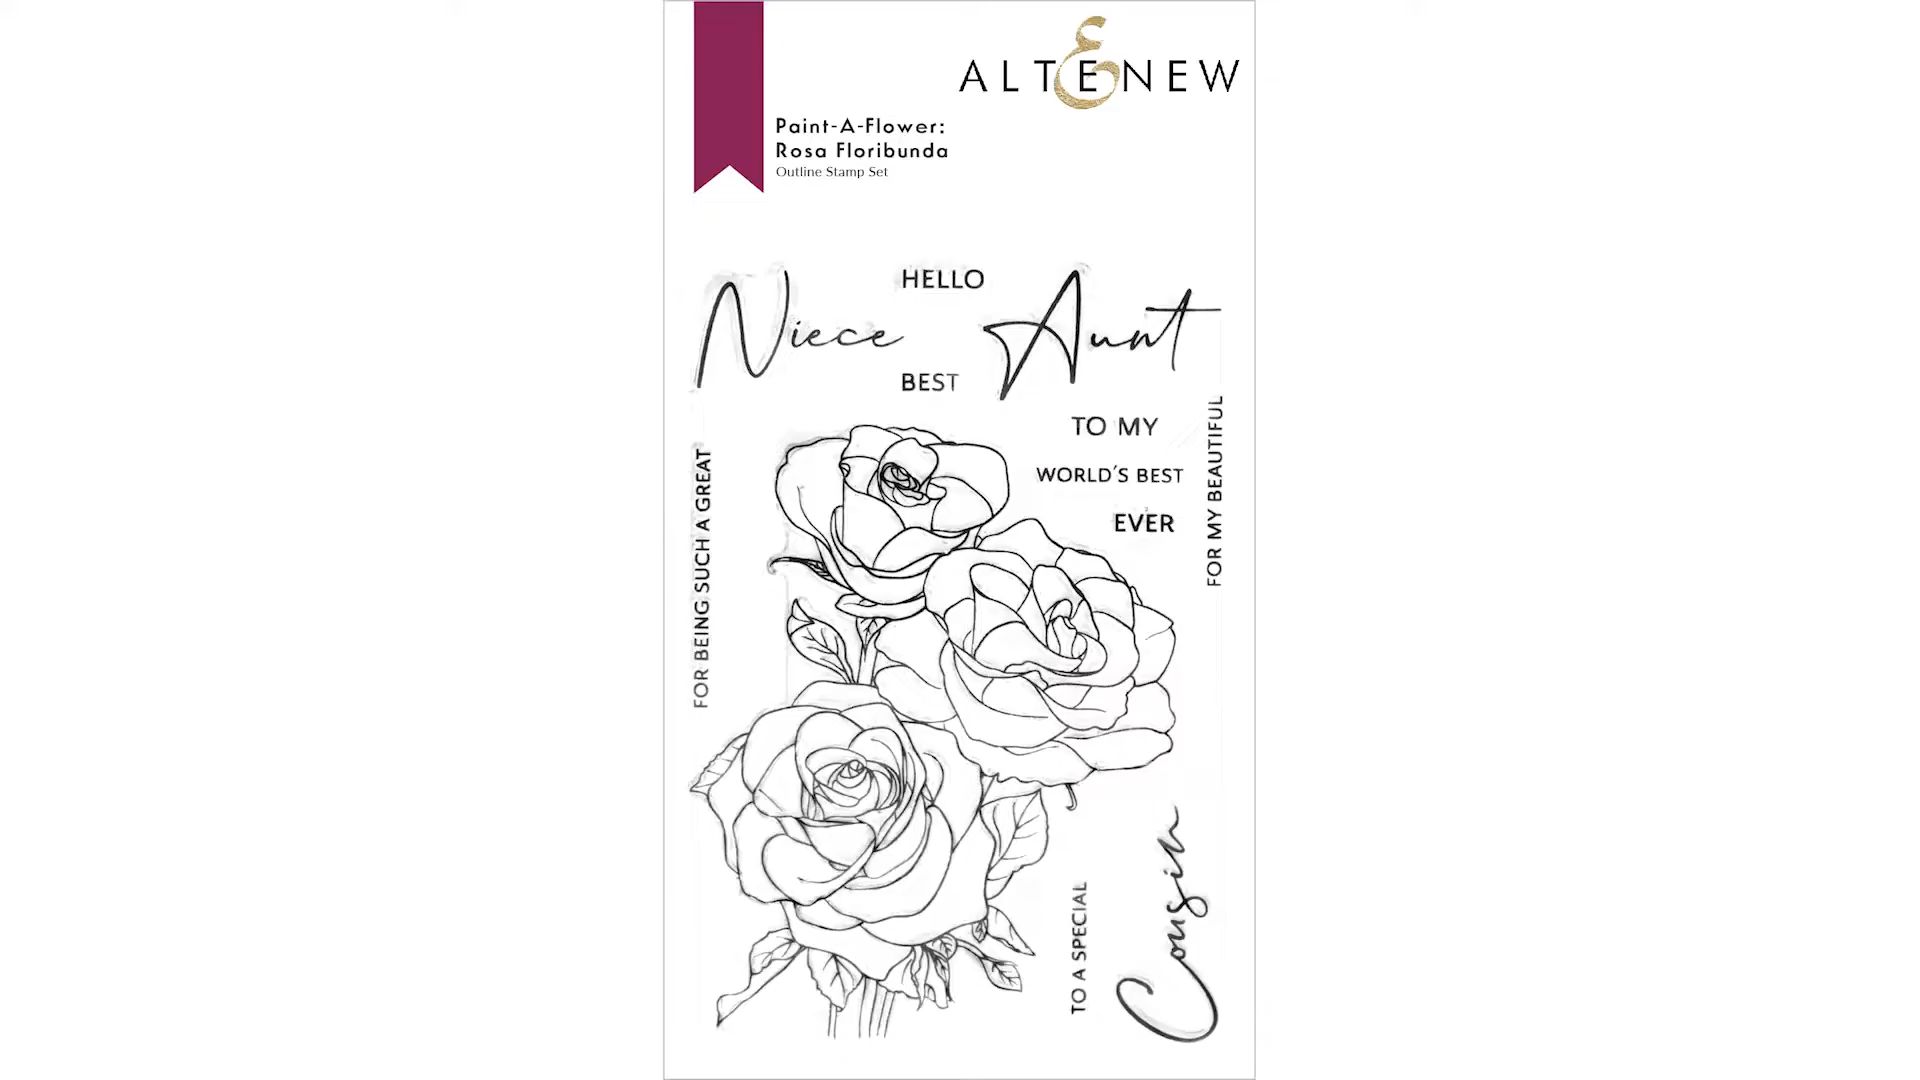 ALTENEW
Paint-A-Flower:
Rosa Floribunda
Outline Stamp Set
HELLO
Niece
Aunt
BEST
TO MY
WORLD'S BEST
EVER
FOR MY BEAUTIFUL
FOR BEING SUCH A GREAT
TO A SPECIAL
Cousin